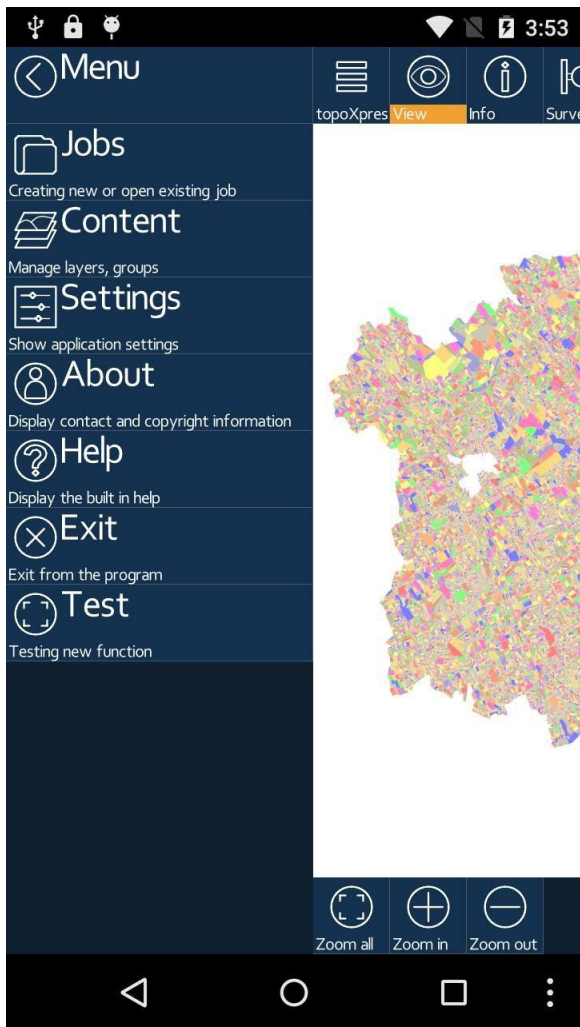 3:53
Menu
topoXpres View Info Surve
Jobs
Creating new or open existing job
Content
Manage layers, groups
Settings
Show application settings
About
Display contact and copyright information
Help
Display the built in help
Exit
Exit from the program
Test
Testing new function
Zoom all Zoom in Zoom out